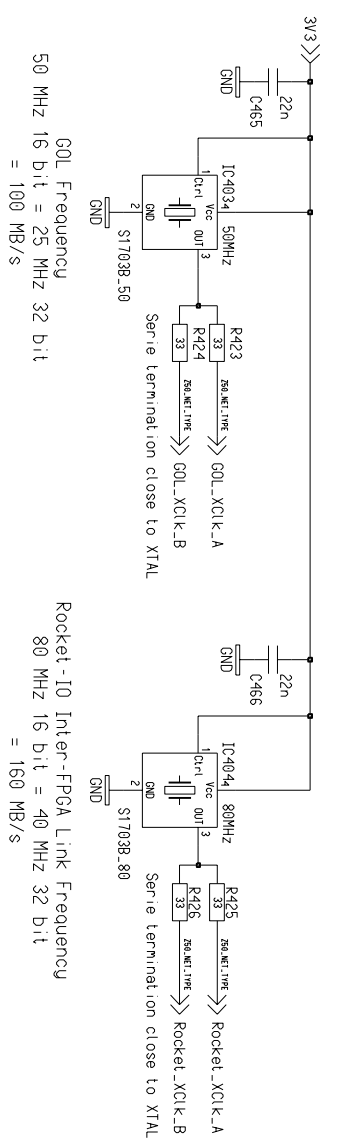 3V3
22n
C465
GND
IC403
4
1
Ctrl
Vcc
50MHz
OUT
3
GND
2
S1703B_50
GND
R423
33
Z50_NET_TYPE
GOL_XClk_A
R424
33
Z50_NET_TYPE
GOL_XClk_B
Serie termination close to XTAL
GOL Frequency
50 MHz 16 bit = 25 MHz 32 bit
= 100 MB/s
22n
C466
GND
IC404
4
1
Ctrl
Vcc
80MHz
OUT
3
GND
2
S1703B_80
GND
R425
33
Z50_NET_TYPE
Rocket_XClk_A
R426
33
Z50_NET_TYPE
Rocket_XClk_B
Serie termination close to XTAL
Rocket-IO Inter-FPGA Link Frequency
80 MHz 16 bit = 40 MHz 32 bit
= 160 MB/s